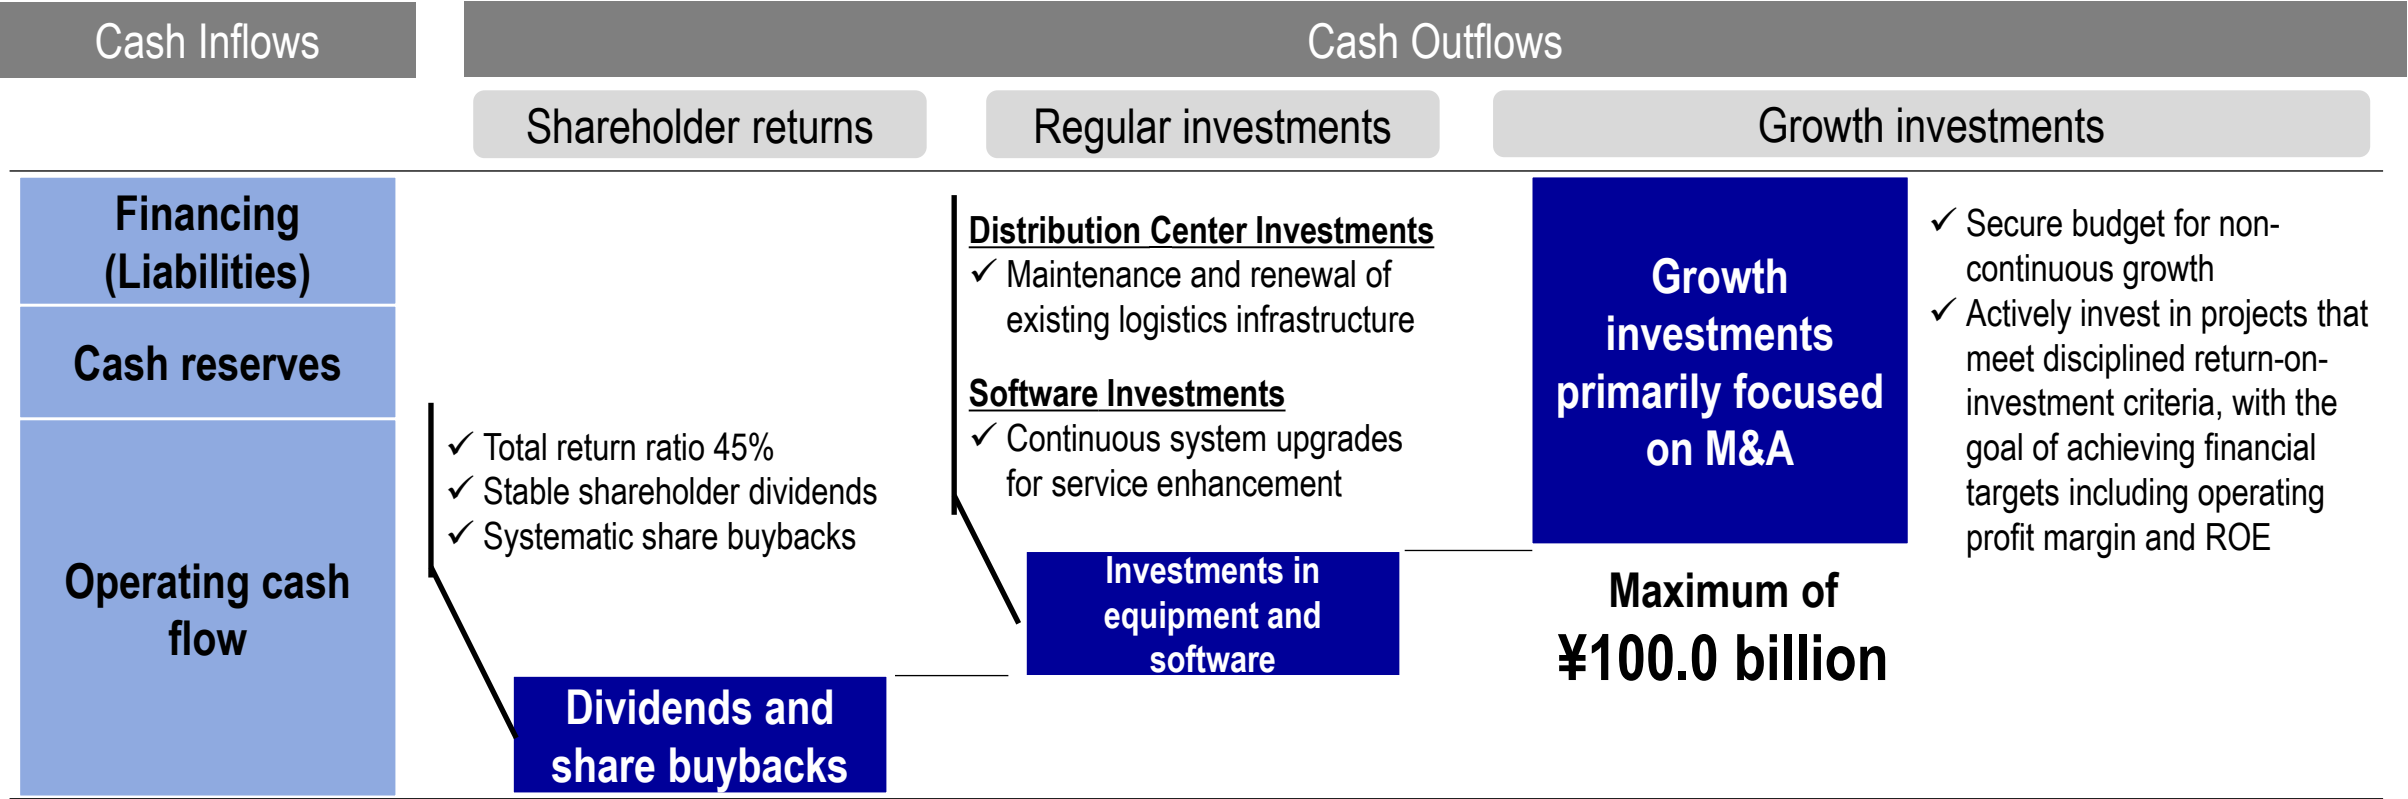 Cash Inflows
Cash Outflows
Shareholder returns
Regular investments
Growth investments
Financing
(Liabilities)
Cash reserves
Operating cash
flow
✓ Total return ratio 45%
✓ Stable shareholder dividends
✓ Systematic share buybacks
Dividends and
share buybacks
Distribution Center Investments
✓ Maintenance and renewal of
existing logistics infrastructure
Software Investments
✓ Continuous system upgrades
for service enhancement
Investments in
equipment and
software
Growth
investments
primarily focused
on M&A
Maximum of
¥100.0 billion
✓ Secure budget for non-
continuous growth
✓ Actively invest in projects that
meet disciplined return-on-
investment criteria, with the
goal of achieving financial
targets including operating
profit margin and ROE